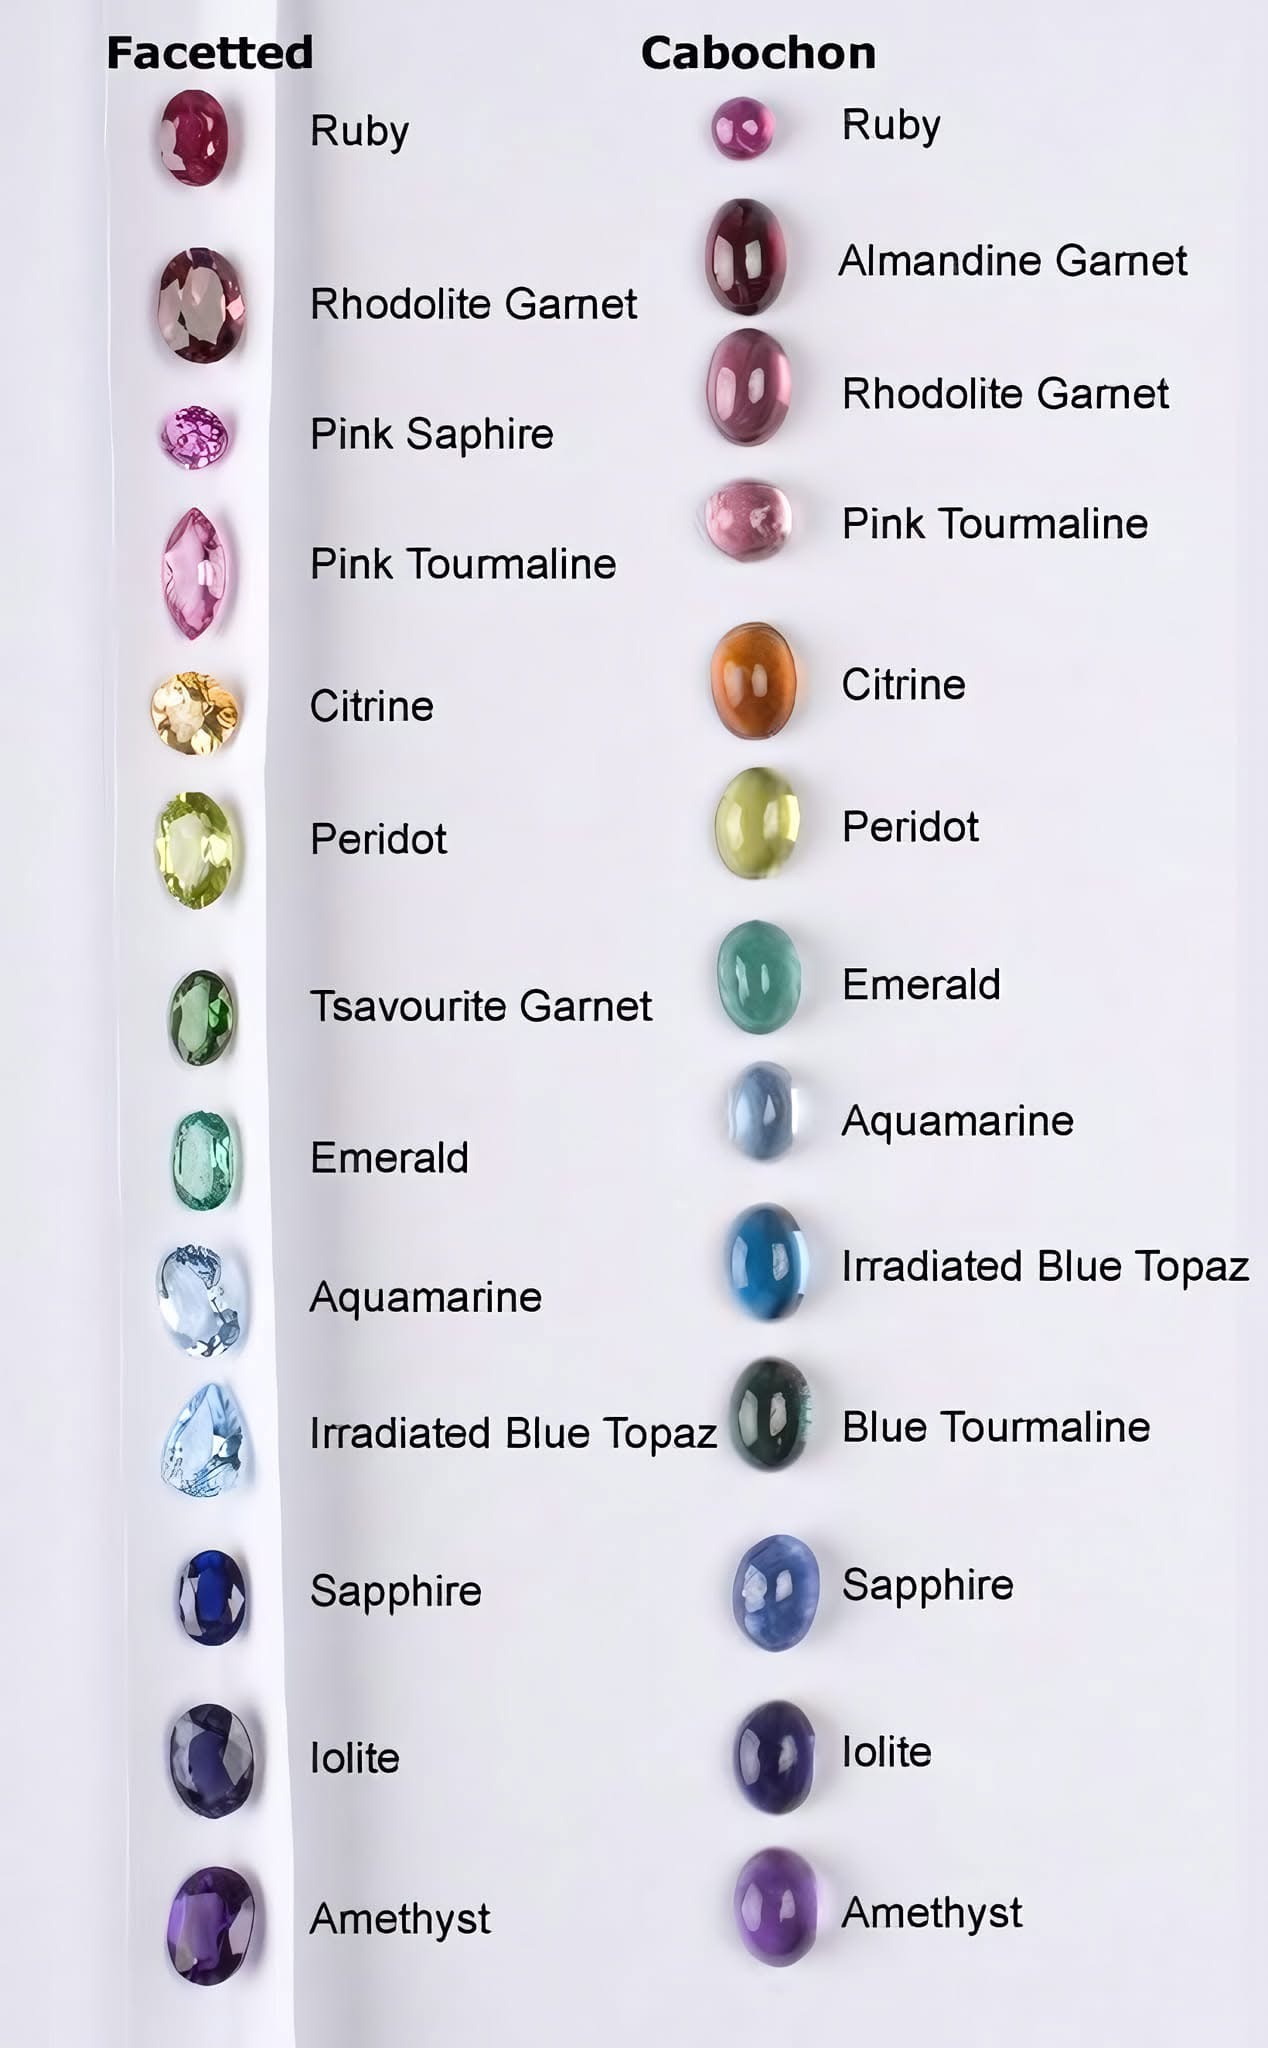 Facetted
Ruby
Rhodolite Garnet
Pink Saphire
Pink Tourmaline
Citrine
Peridot
Tsavourite Garnet
Emerald
Aquamarine
Irradiated Blue Topaz
Sapphire
Iolite
Amethyst
Cabochon
Ruby
Almandine Garnet
Rhodolite Garnet
Pink Tourmaline
Citrine
Peridot
Emerald
Aquamarine
Irradiated Blue Topaz
Blue Tourmaline
Sapphire
Iolite
Amethyst